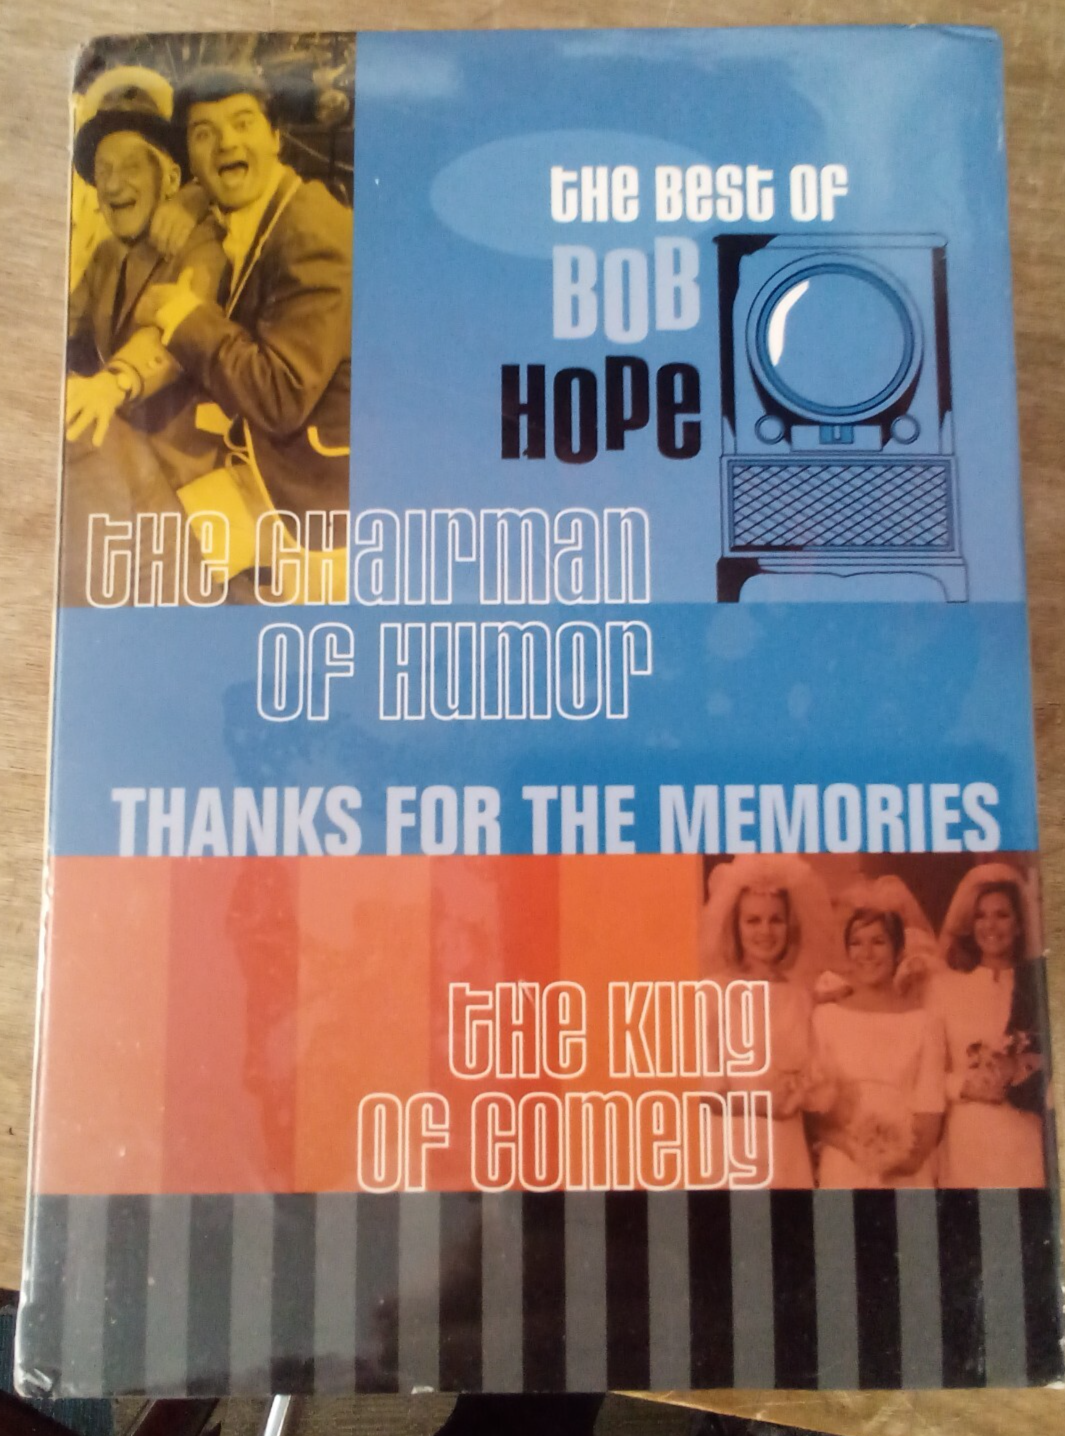 THE BEST OF
BOB
HOPE
THE CHAIRMAN
OF HUMOR
THANKS FOR THE MEMORIES
THE KING
OF COMEDY